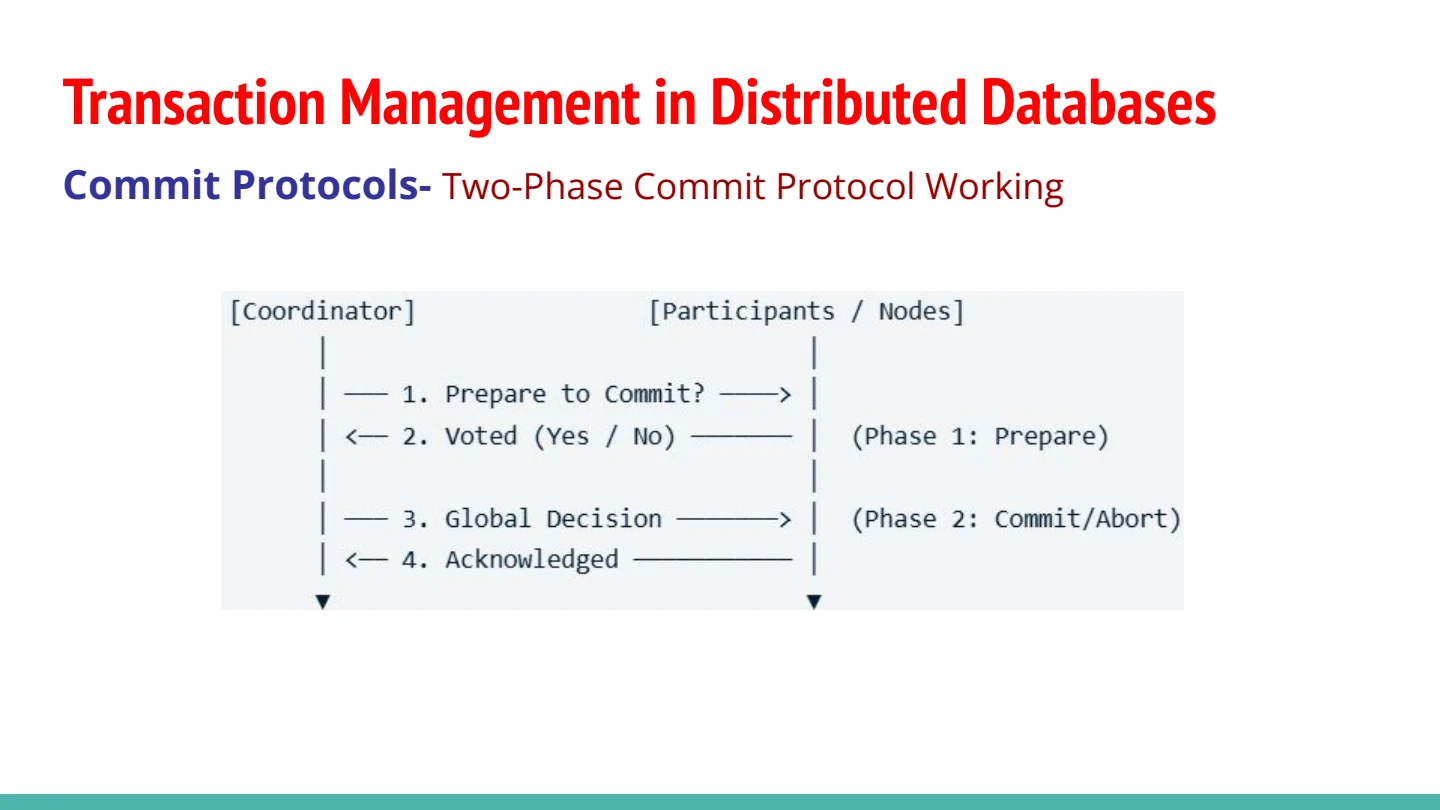 Transaction Management in Distributed Databases
Commit Protocols- Two-Phase Commit Protocol Working
[Coordinator] [Participants / Nodes]
1. Prepare to Commit?
2. Voted (Yes / No) (Phase 1: Prepare)
3. Global Decision (Phase 2: Commit/Abort)
4. Acknowledged